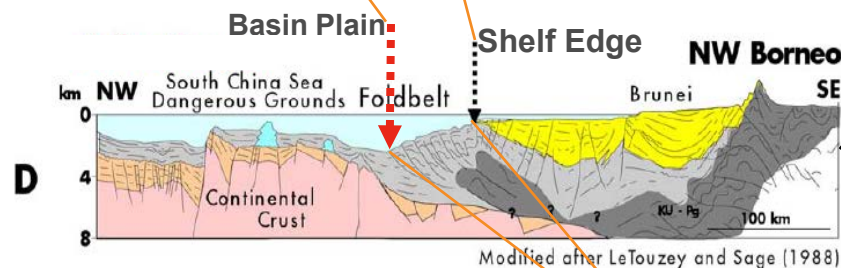 Basin Plain
Shelf Edge
NW Borneo
km NW South China Sea Brunei SE
Dangerous Grounds Foldbelt
0
D
4
Continental
Crust
? ? ? KU - Pg 100 km
8
Modified after LeTouzey and Sage (1988)